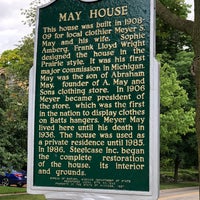 MAY HOUSE
This house was built in 1908-
09 for local clothier Meyer S.
May and his wife, Sophie
Amberg. Frank Lloyd Wright
designed the house in the
Prairie style. It was his first
major commission in Michigan.
May was the son of Abraham
May, founder of A. May and
Sons clothing store. In 1906
Meyer became president of
the store, which was the first
in the nation to display clothes
on Batts hangers. Meyer May
lived here until his death in
1936. The house was used as
a private residence until 1985.
In 1986, Steelcase Inc. began
the complete restoration
of the house, its interior
and grounds.